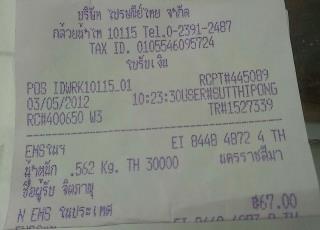 บริษัท ไปรษณีย์ไทย จำกัด
กล้วยน้ำไท 10115 Tel.0-2391-2487
TAX ID. 0105546095724
ใบรับเงิน
POS IDWRK10115_01 RCPT#445089
03/05/2012 10:23:30USER#SUTTHIPONG
RC#400650 W3 TR#1527339
EMSในฯ EI 8448 4872 4 TH
น้ำหนัก .562 Kg. TH 30000 นครราชสีมา
ชื่อผู้รับ จิตภาณุ
N EMS ในประเทศ ฿67.00